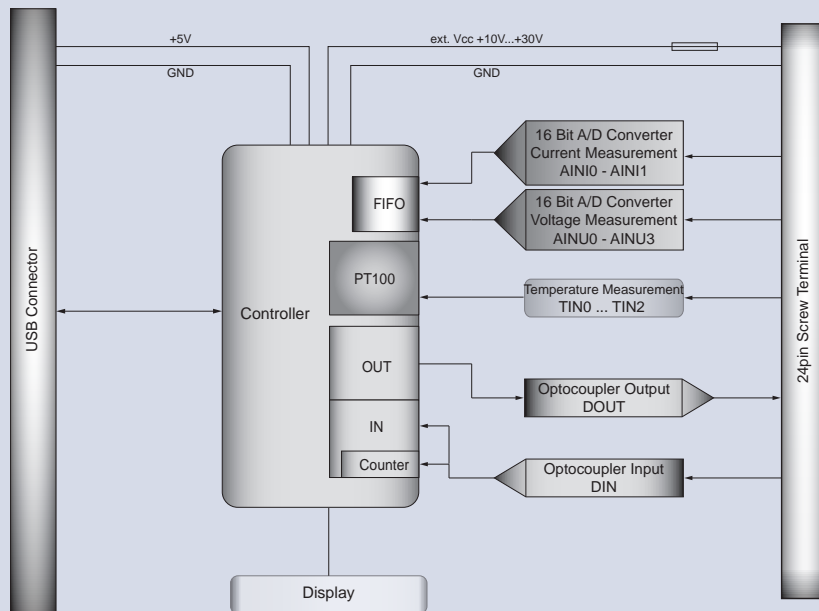 +5V
ext. Vcc +10V...+30V
GND
GND
16 Bit A/D Converter
Current Measurement
AINI0 - AINI1
FIFO
16 Bit A/D Converter
Voltage Measurement
AINU0 - AINU3
USB Connector
PT100
Temperature Measurement
TIN0 ... TIN2
24pin Screw Terminal
Controller
OUT
Optocoupler Output
DOUT
IN
Counter
Optocoupler Input
DIN
Display